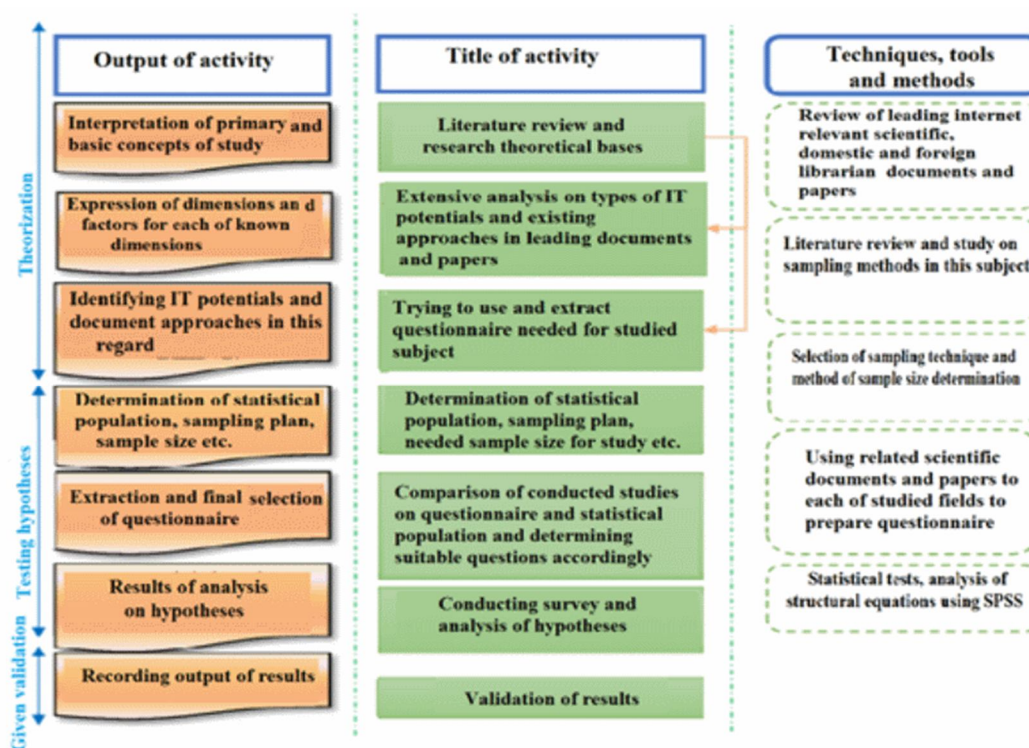 Output of activity
Title of activity
Techniques, tools
and methods
Theorization
Testing hypotheses
Given validation
Interpretation of primary and
basic concepts of study
Expression of dimensions and
factors for each of known
dimensions
Identifying IT potentials and
document approaches in this
regard
Determination of statistical
population, sampling plan,
sample size etc.
Extraction and final selection
of questionnaire
Results of analysis
on hypotheses
Recording output of results
Literature review and
research theoretical bases
Extensive analysis on types of IT
potentials and existing
approaches in leading documents
and papers
Trying to use and extract
questionnaire needed for studied
subject
Determination of statistical
population, sampling plan,
needed sample size for study etc.
Comparison of conducted studies
on questionnaire and statistical
population and determining
suitable questions accordingly
Conducting survey and
analysis of hypotheses
Validation of results
Review of leading internet
relevant scientific,
domestic and foreign
librarian documents and
papers
Literature review and study on
sampling methods in this subject
Selection of sampling technique and
method of sample size determination
Using related scientific
documents and papers to
each of studied fields to
prepare questionnaire
Statistical tests, analysis of
structural equations using SPSS